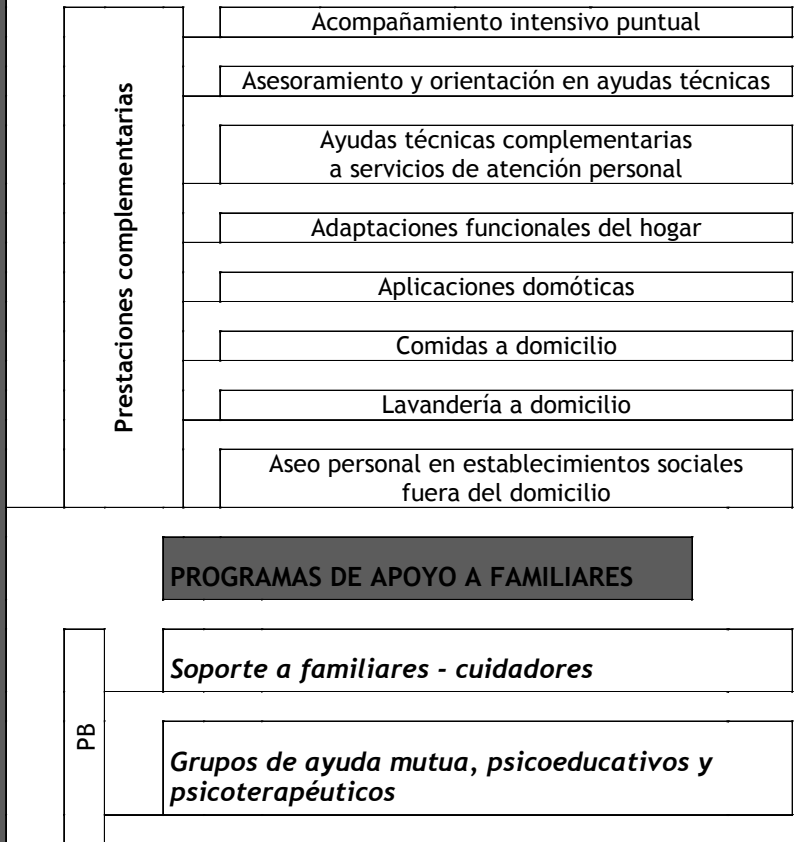 Prestaciones complementarias
Acompañamiento intensivo puntual
Asesoramiento y orientación en ayudas técnicas
Ayudas técnicas complementarias
a servicios de atención personal
Adaptaciones funcionales del hogar
Aplicaciones domóticas
Comidas a domicilio
Lavandería a domicilio
Aseo personal en establecimientos sociales
fuera del domicilio
PROGRAMAS DE APOYO A FAMILIARES
PB
Soporte a familiares - cuidadores
Grupos de ayuda mutua, psicoeducativos y
psicoterapéuticos